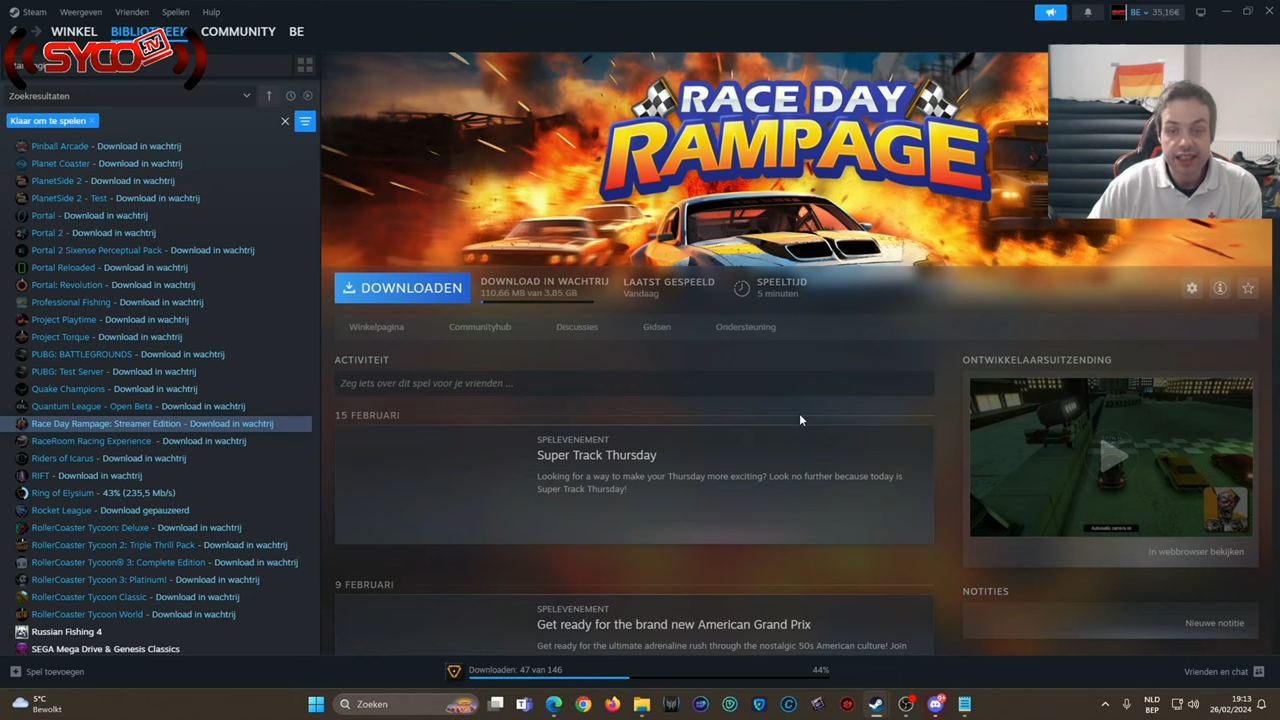 Steam Weergeven Vrienden Spellen Hulp
BE 35,16€
WINKEL BIBLIOTHEEK COMMUNITY BE
SYCO TV
Zoekresultaten
Klaar om te spelen ×
Pinball Arcade - Download in wachtrij
Planet Coaster - Download in wachtrij
PlanetSide 2 - Download in wachtrij
PlanetSide 2 - Test - Download in wachtrij
Portal - Download in wachtrij
Portal 2 - Download in wachtrij
Portal 2 Sixense Perceptual Pack - Download in wachtrij
Portal Reloaded - Download in wachtrij
Portal: Revolution - Download in wachtrij
Professional Fishing - Download in wachtrij
Project Playtime - Download in wachtrij
Project Torque - Download in wachtrij
PUBG: BATTLEGROUNDS - Download in wachtrij
PUBG: Test Server - Download in wachtrij
Quake Champions - Download in wachtrij
Quantum League - Open Beta - Download in wachtrij
Race Day Rampage: Streamer Edition - Download in wachtrij
RaceRoom Racing Experience - Download in wachtrij
Riders of Icarus - Download in wachtrij
RIFT - Download in wachtrij
Ring of Elysium - 43% (235,5 Mb/s)
Rocket League - Download gepauzeerd
RollerCoaster Tycoon: Deluxe - Download in wachtrij
RollerCoaster Tycoon 2: Triple Thrill Pack - Download in wachtrij
RollerCoaster Tycoon® 3: Complete Edition - Download in wachtrij
RollerCoaster Tycoon 3: Platinum! - Download in wachtrij
RollerCoaster Tycoon Classic - Download in wachtrij
RollerCoaster Tycoon World - Download in wachtrij
Russian Fishing 4
SEGA Mega Drive & Genesis Classics
RACE DAY
RAMPAGE
DOWNLOADEN
DOWNLOAD IN WACHTRIJ
110,66 MB van 3,85 GB
LAATST GESPEELD
Vandaag
SPEELTIJD
5 minuten
Winkelpagina Communityhub Discussies Gidsen Ondersteuning
ACTIVITEIT
Zeg iets over dit spel voor je vrienden ...
15 FEBRUARI
SPELEVENEMENT
Super Track Thursday
Looking for a way to make your Thursday more exciting? Look no further because today is
Super Track Thursday!
9 FEBRUARI
SPELEVENEMENT
Get ready for the brand new American Grand Prix
Get ready for the ultimate adrenaline rush through the nostalgic 50s American culture! Join
ONTWIKKELAARSUITZENDING
In webbrowser bekijken
NOTITIES
Nieuwe notitie
Spel toevoegen
Downloaden: 47 van 146
44%
Vrienden en chat
5°C
Bewolkt
Zoeken
NLD
BEP
19:13
26/02/2024